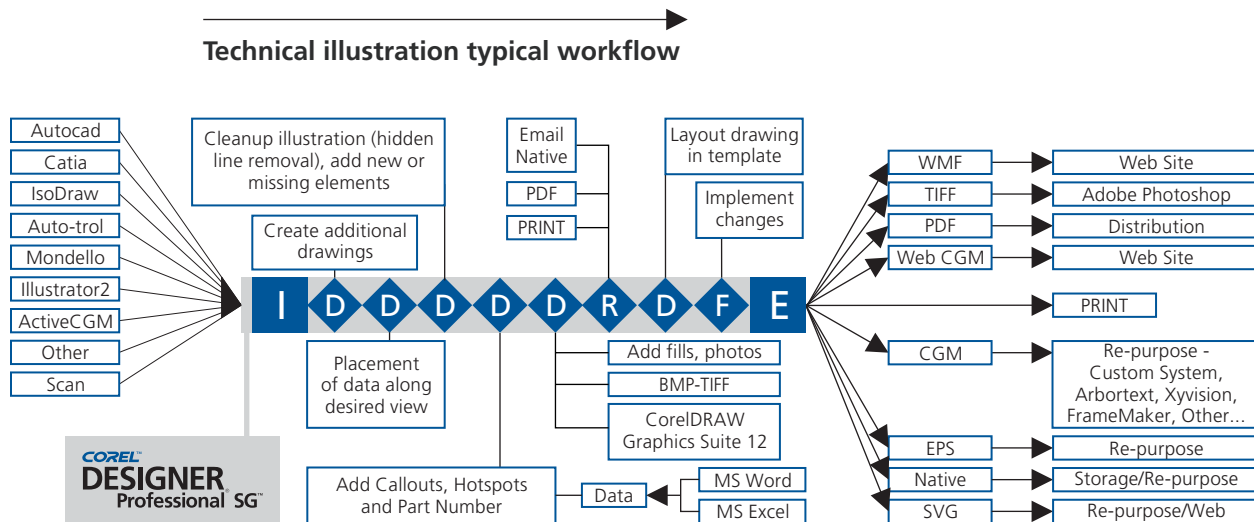 Technical illustration typical workflow
Autocad
Catia
IsoDraw
Auto-trol
Mondello
Illustrator2
ActiveCGM
Other
Scan
Cleanup illustration (hidden
line removal), add new or
missing elements
Create additional
drawings
Email
Native
PDF
PRINT
Layout drawing
in template
Implement
changes
I D D D D D R D F E
Placement
of data along
desired view
Add fills, photos
BMP-TIFF
CorelDRAW
Graphics Suite 12
Add Callouts, Hotspots
and Part Number
Data
MS Word
MS Excel
WMF
Web Site
TIFF
Adobe Photoshop
PDF
Distribution
Web CGM
Web Site
PRINT
CGM
Re-purpose -
Custom System,
Arbortext, Xyvision,
FrameMaker, Other...
EPS
Re-purpose
Native
Storage/Re-purpose
SVG
Re-purpose/Web
COREL™
DESIGNER®
Professional SG™